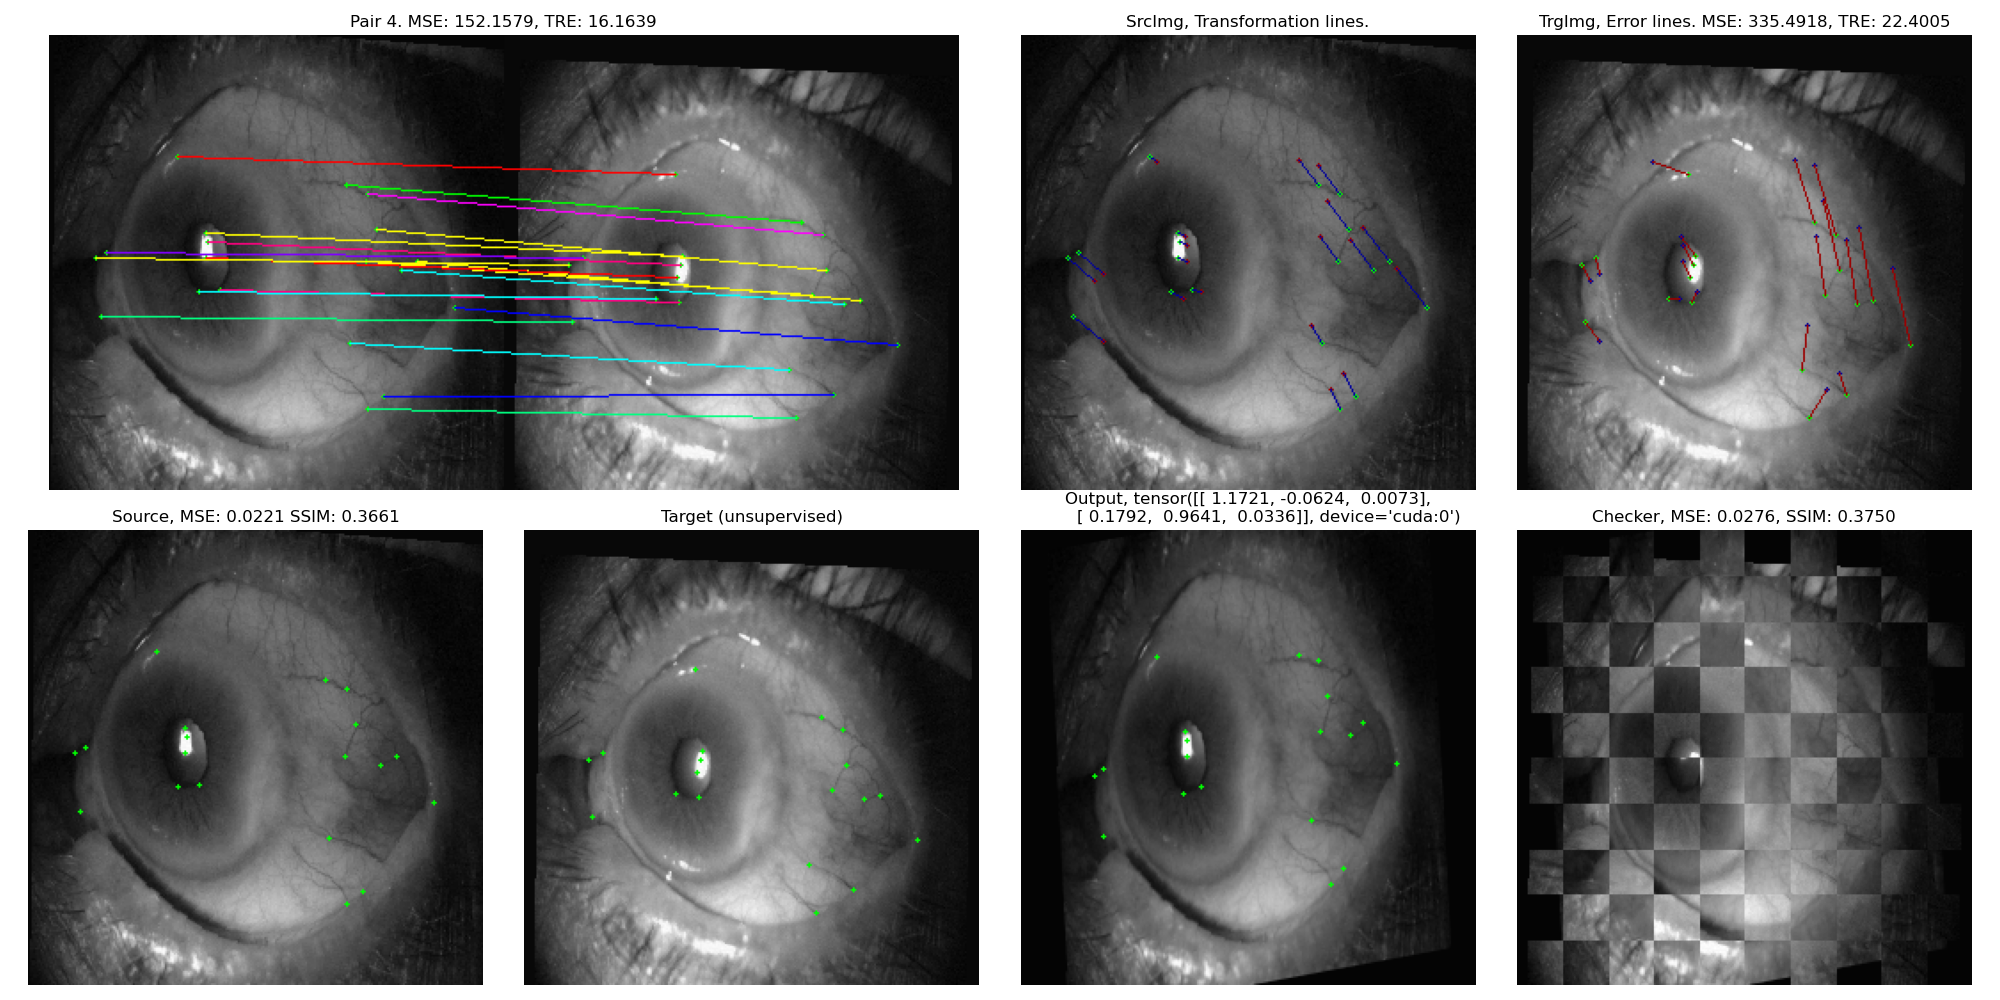 Pair 4. MSE: 152.1579, TRE: 16.1639
SrcImg, Transformation lines.
TrgImg, Error lines. MSE: 335.4918, TRE: 22.4005
Source, MSE: 0.0221 SSIM: 0.3661
Target (unsupervised)
Output, tensor([[ 1.1721, -0.0624,  0.0073],
[ 0.1792,  0.9641,  0.0336]], device='cuda:0')
Checker, MSE: 0.0276, SSIM: 0.3750